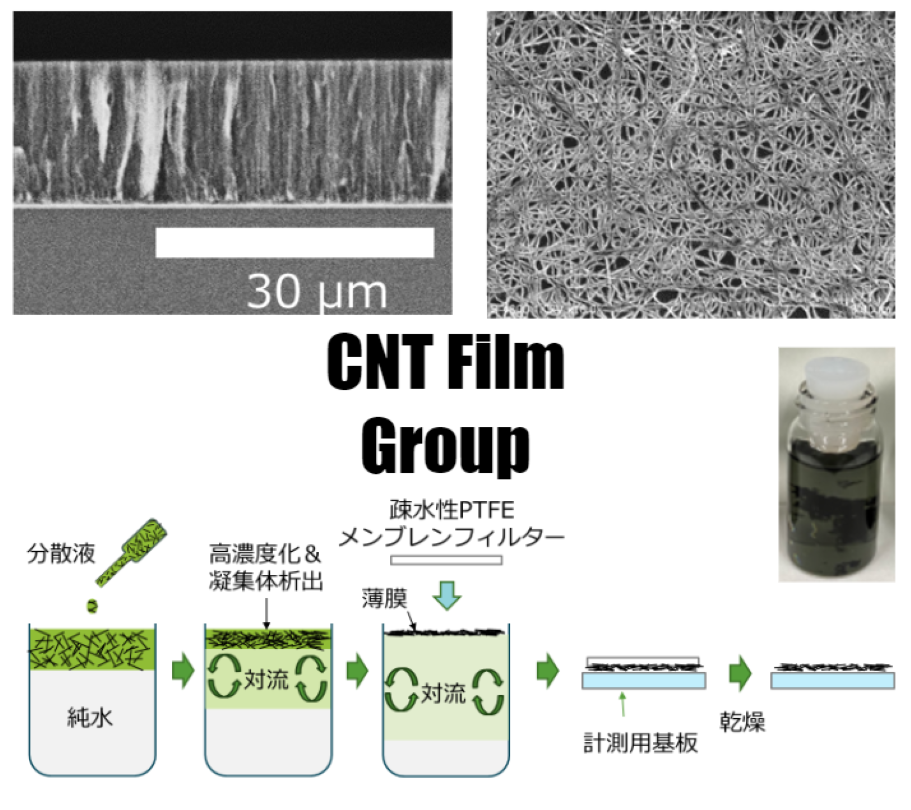 30 μm
CNT Film
Group
疎水性PTFE
メンブレンフィルター
分散液
高濃度化＆
凝集体析出
薄膜
純水
対流
対流
計測用基板
乾燥